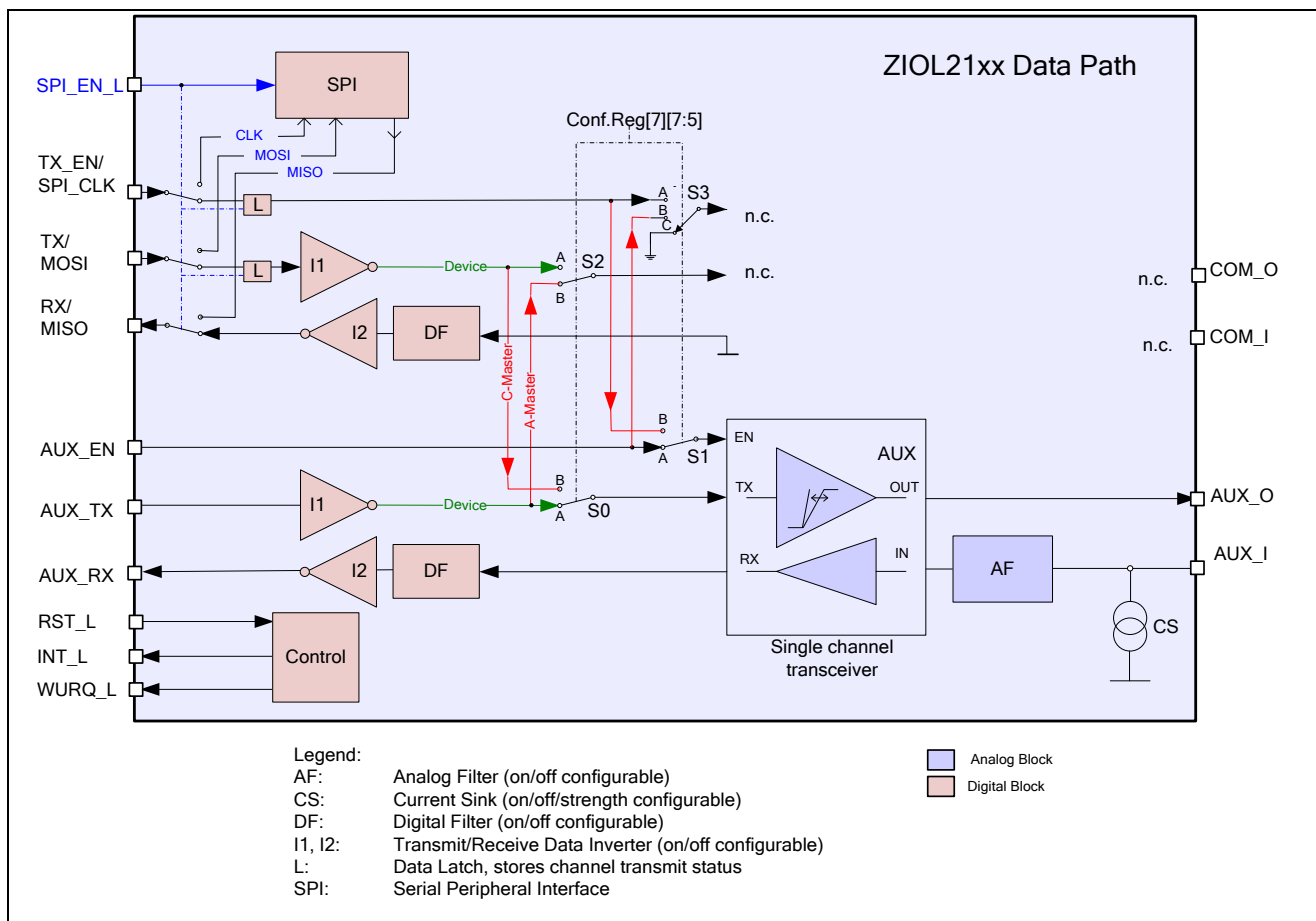 ZIOL21xx Data Path
SPI_EN_L
SPI
Conf.Reg[7][7:5]
CLK
MOSI
MISO
TX_EN/
SPI_CLK
L
A
B
C
S3
n.c.
TX/
MOSI
L
I1
Device
A
B
S2
n.c.
n.c.
COM_O
RX/
MISO
I2
DF
n.c.
COM_I
C-Master
A-Master
B
A
S1
AUX_EN
EN
AUX
AUX_TX
I1
Device
B
A
S0
TX
OUT
AUX_O
AUX_RX
I2
DF
RX
IN
AF
AUX_I
CS
RST_L
INT_L
WURQ_L
Control
Single channel
transceiver
Legend:
AF: Analog Filter (on/off configurable)
CS: Current Sink (on/off/strength configurable)
DF: Digital Filter (on/off configurable)
I1, I2: Transmit/Receive Data Inverter (on/off configurable)
L: Data Latch, stores channel transmit status
SPI: Serial Peripheral Interface
Analog Block
Digital Block